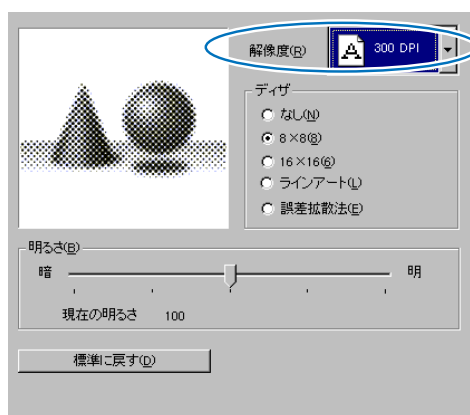 解像度(R) A 300 DPI
ディザ
なし(N)
8×8(8)
16×16(6)
ラインアート(L)
誤差拡散法(E)
明るさ(B)
暗 明
現在の明るさ 100
標準に戻す(D)